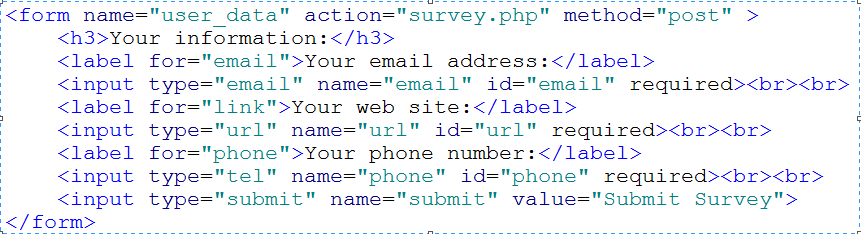 <form name="user_data" action="survey.php" method="post" >
<h3>Your information:</h3>
<label for="email">Your email address:</label>
<input type="email" name="email" id="email" required><br><br>
<label for="link">Your web site:</label>
<input type="url" name="url" id="url" required><br><br>
<label for="phone">Your phone number:</label>
<input type="tel" name="phone" id="phone" required><br><br>
<input type="submit" name="submit" value="Submit Survey">
</form>